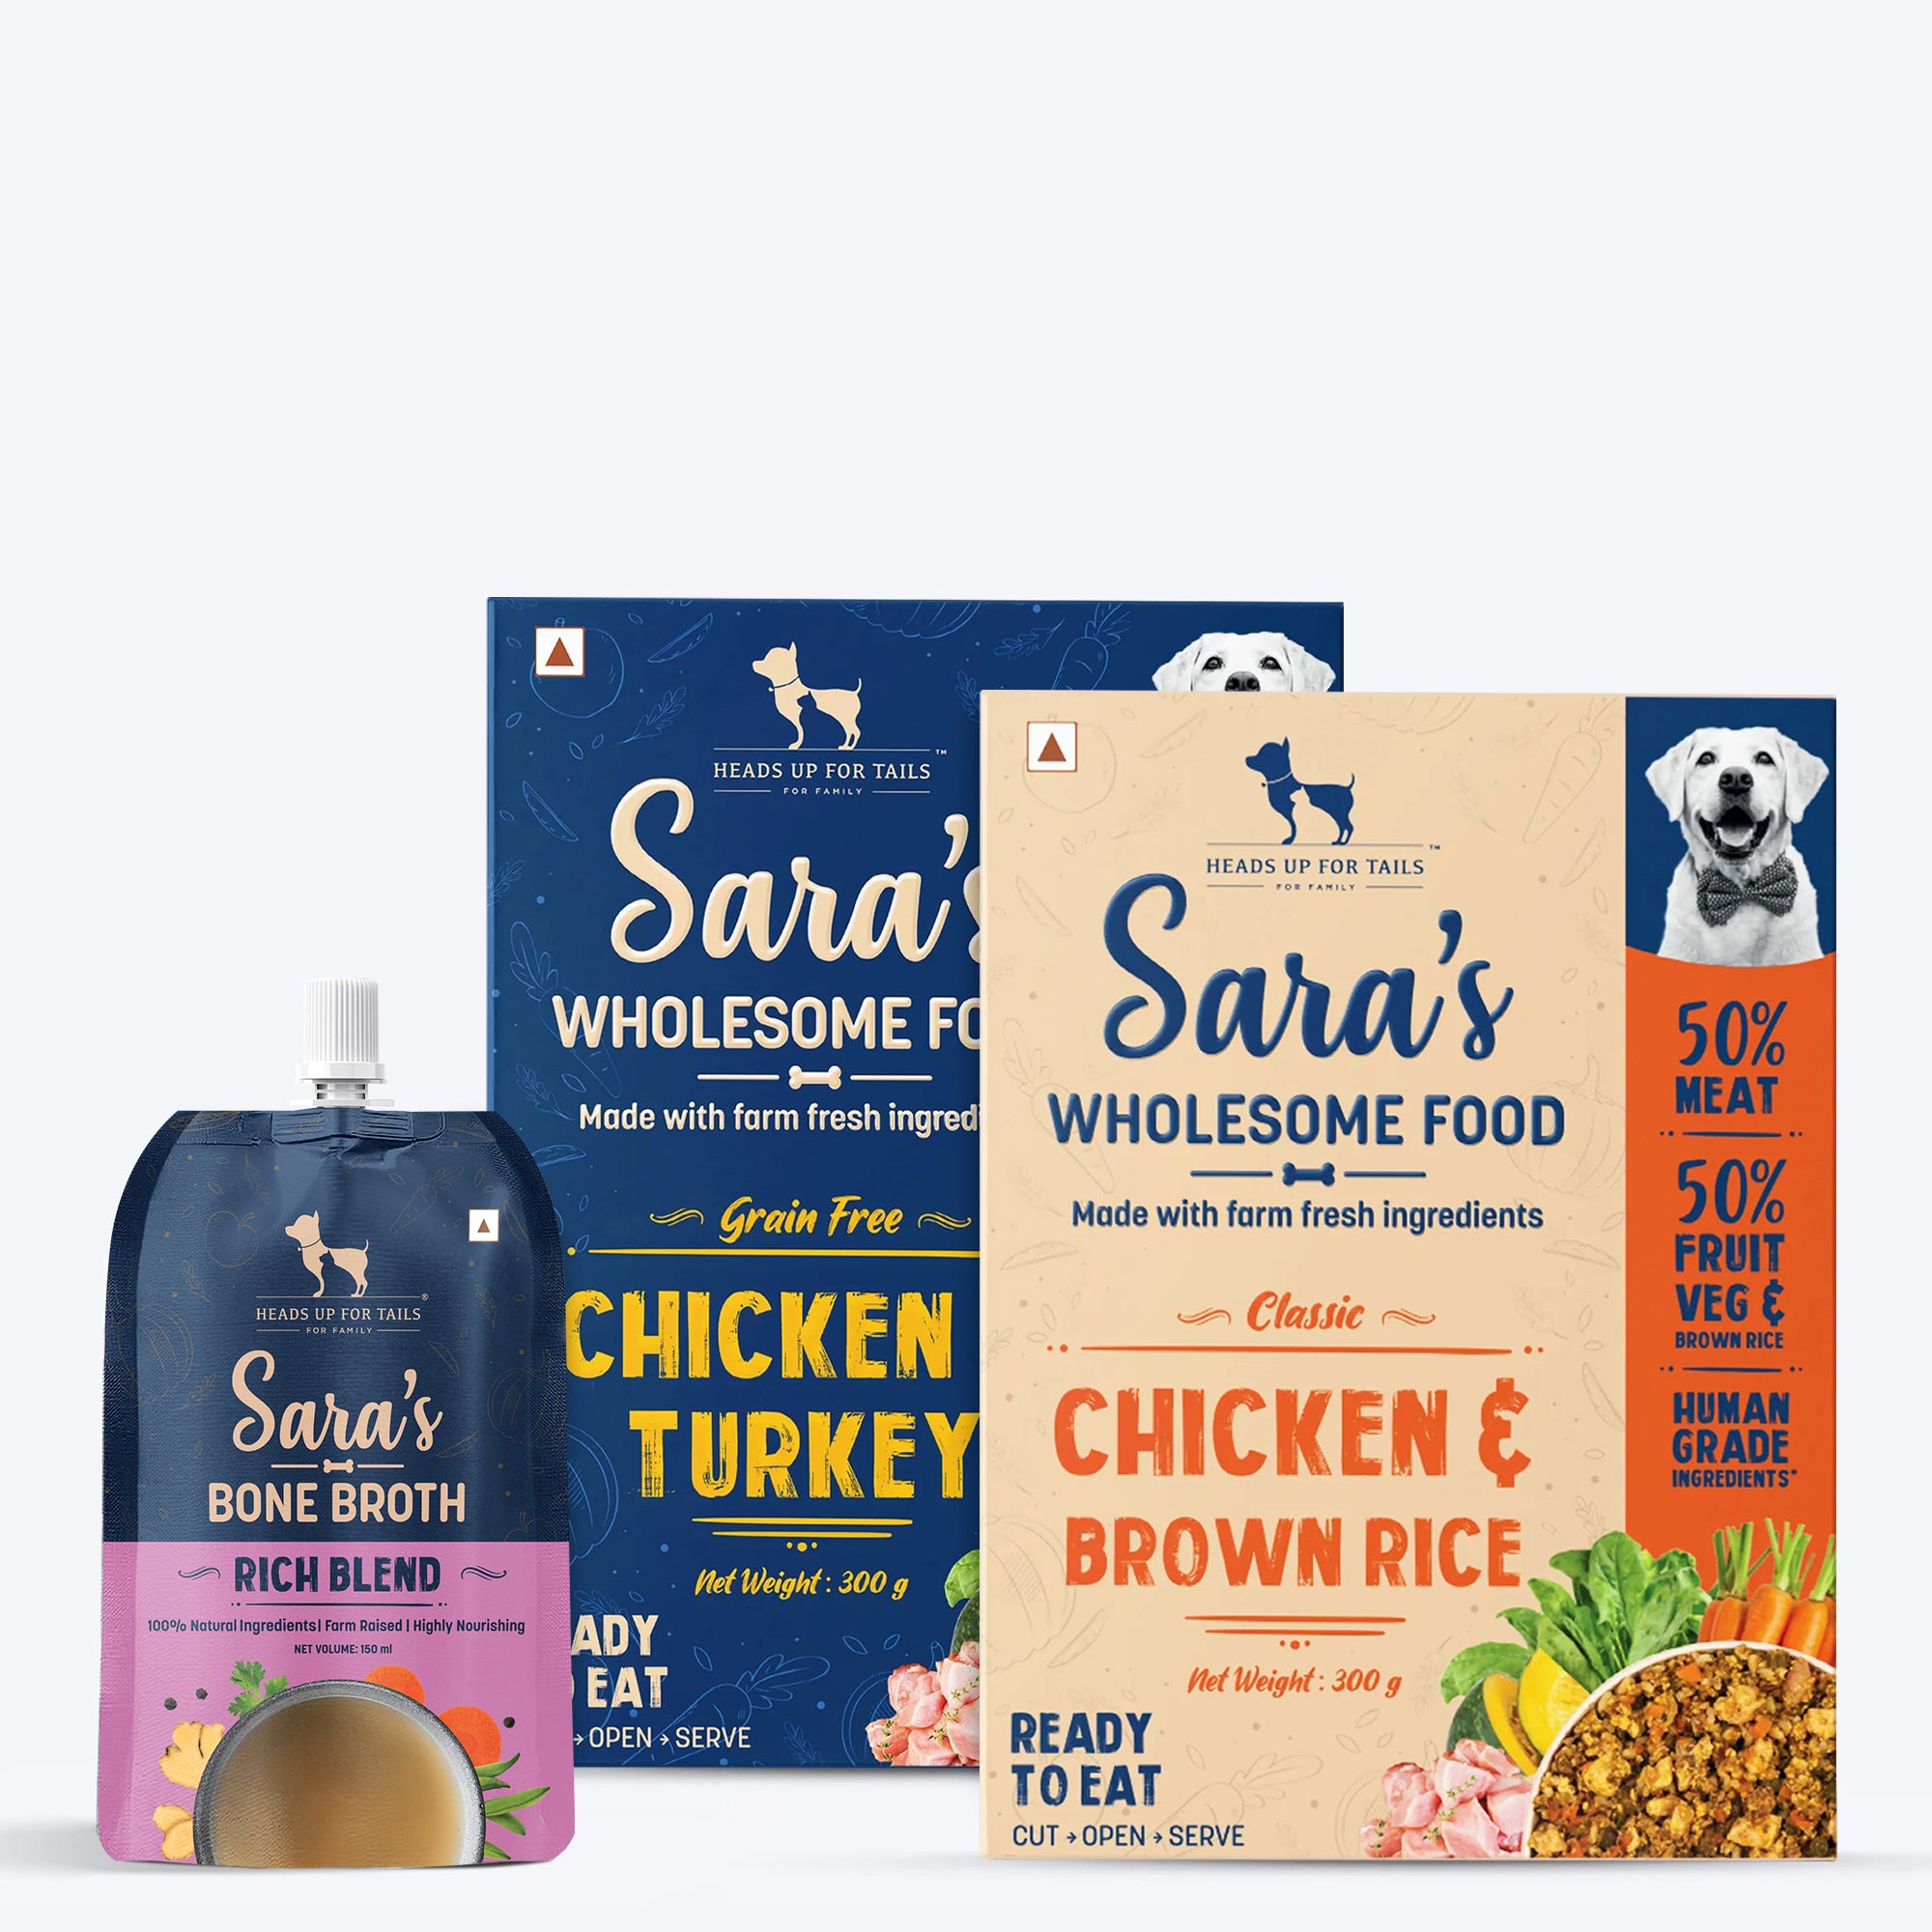 HEADS UP FOR TAILS ™
FOR FAMILY
Sara's
WHOLESOME
Made with farm fresh
Grain Free
CHICKEN
TURKEY
Net Weight : 300 g
EAT
→ OPEN → SERVE
HEADS UP FOR TAILS ™
FOR FAMILY
Sara's
WHOLESOME FOOD
Made with farm fresh ingredients
Classic
CHICKEN &
BROWN RICE
Net Weight : 300 g
READY
TO EAT
CUT → OPEN → SERVE
50%
MEAT
50%
FRUIT
VEG &
BROWN RICE
HUMAN
GRADE
INGREDIENTS*
HEADS UP FOR TAILS ®
FOR FAMILY
Sara's
BONE BROTH
RICH BLEND
100% Natural Ingredients| Farm Raised | Highly Nourishing
NET VOLUME: 150 ml